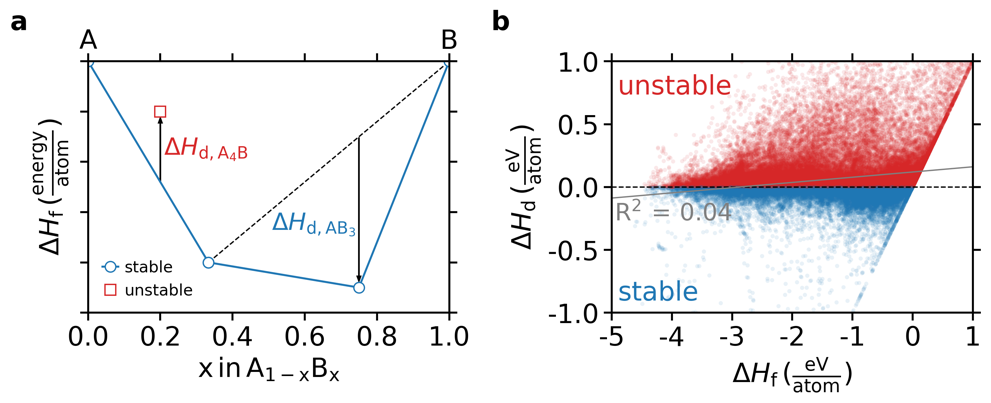 a
A B
ΔH_d, A₄B
ΔH_d, AB₃
stable
unstable
0.0 0.2 0.4 0.6 0.8 1.0
x in A₁₋ₓBₓ
ΔH_f (energy/atom)
b
unstable
R² = 0.04
stable
1.0
0.5
0.0
-0.5
-1.0
-5 -4 -3 -2 -1 0 1
ΔH_f (eV/atom)
ΔH_d (eV/atom)